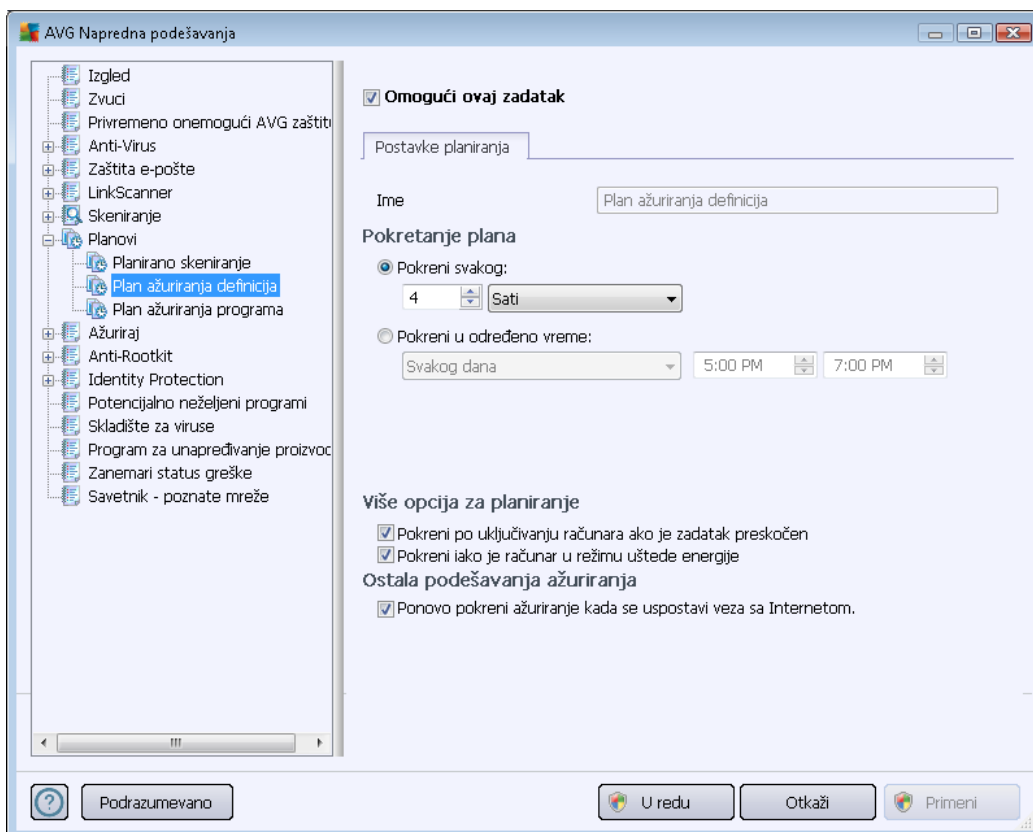 AVG Napredna podešavanja
Izgled
Zvuci
Privremeno onemogući AVG zaštitu
Anti-Virus
Zaštita e-pošte
LinkScanner
Skeniranje
Planovi
Planirano skeniranje
Plan ažuriranja definicija
Plan ažuriranja programa
Ažuriraj
Anti-Rootkit
Identity Protection
Potencijalno neželjeni programi
Skladište za viruse
Program za unapređivanje proizvod
Zanemari status greške
Savetnik - poznate mreže
Omogući ovaj zadatak
Postavke planiranja
Ime Plan ažuriranja definicija
Pokretanje plana
Pokreni svakog:
4 Sati
Pokreni u određeno vreme:
Svakog dana 5:00 PM 7:00 PM
Više opcija za planiranje
Pokreni po uključivanju računara ako je zadatak preskočen
Pokreni iako je računar u režimu uštede energije
Ostala podešavanja ažuriranja
Ponovo pokreni ažuriranje kada se uspostavi veza sa Internetom.
Podrazumevano U redu Otkaži Primeni